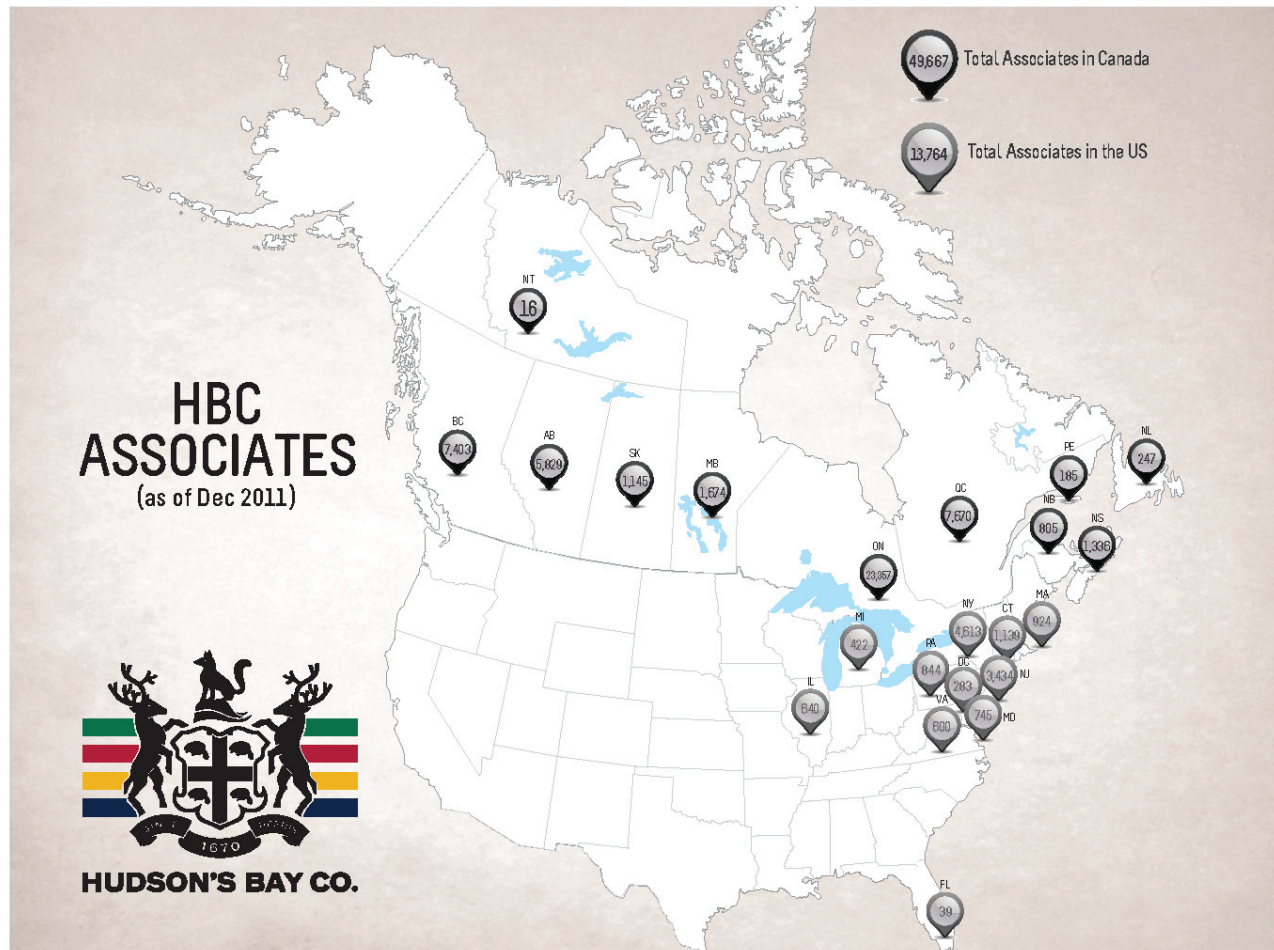 49,667 Total Associates in Canada
13,764 Total Associates in the US
NT
16
HBC
ASSOCIATES
(as of Dec 2011)
BC
7,403
AB
5,829
SK
1,145
MB
1,674
ON
23,357
QC
7,670
PE
185
NL
247
NB
805
NS
1,336
MA
924
CT
1,139
NY
4,613
MI
422
PA
844
DC
283
3,434 NJ
IL
640
VA
600
745 MD
FL
39
1670
HUDSON'S BAY CO.